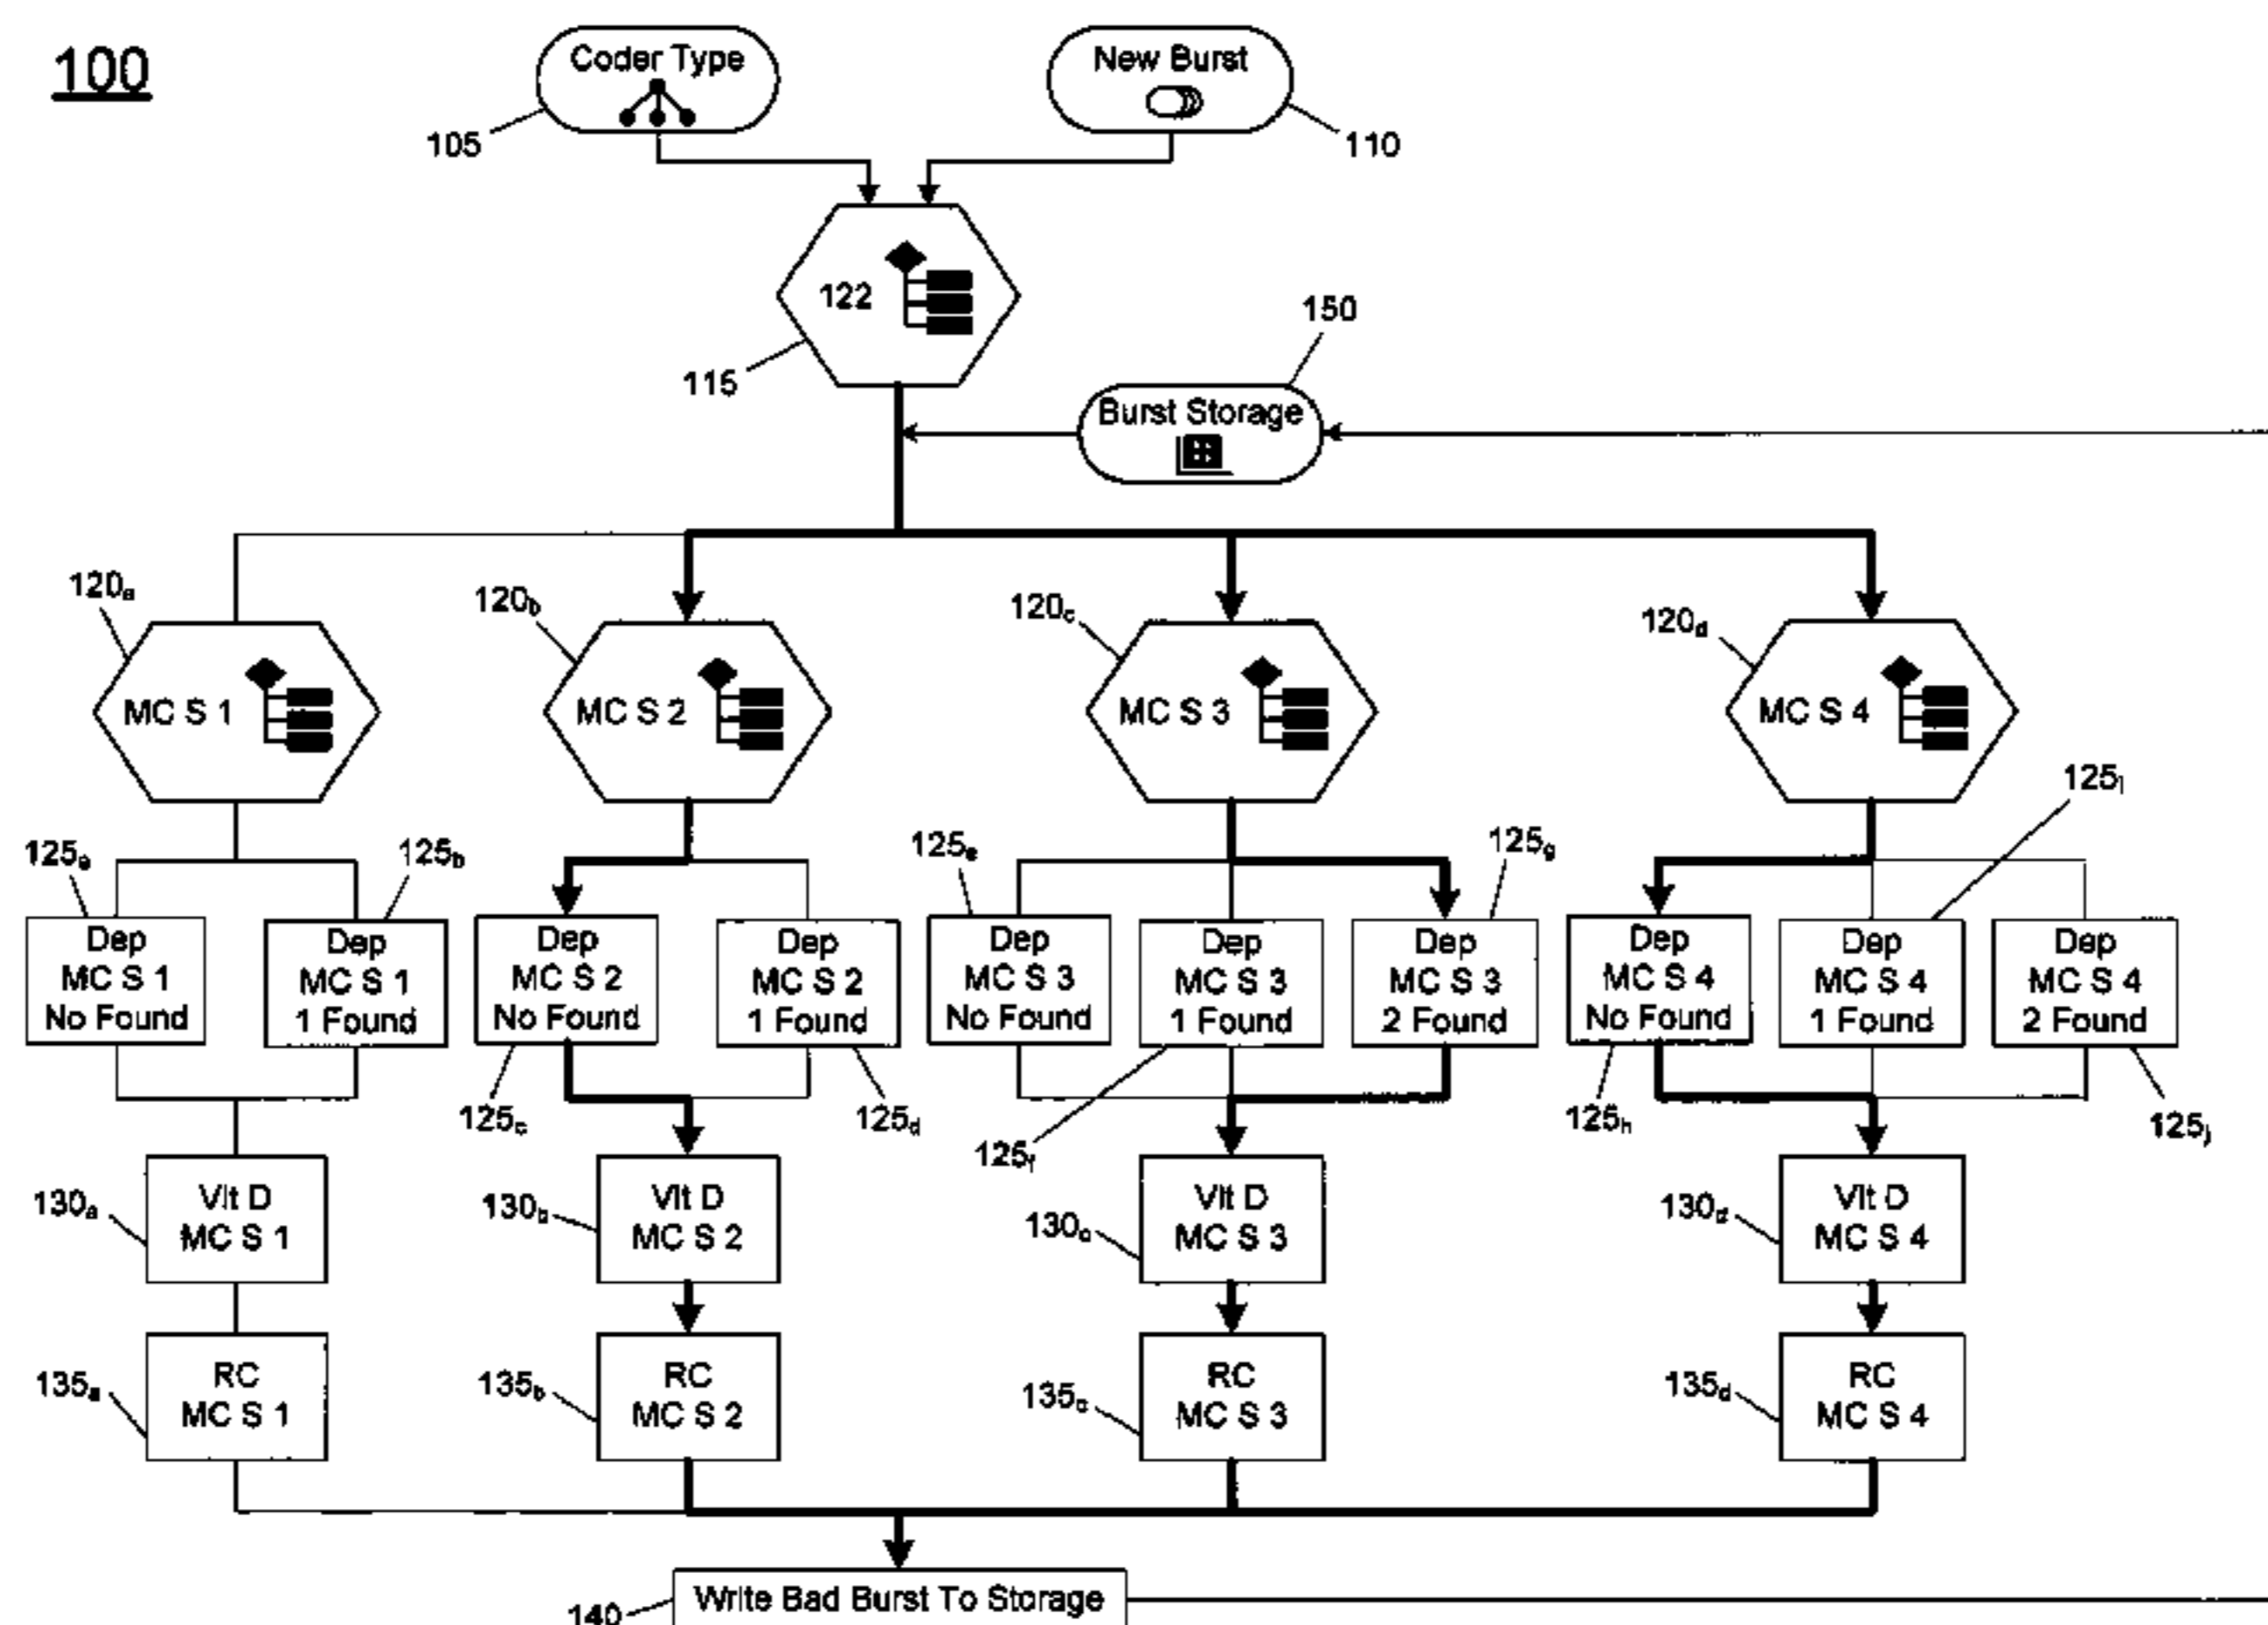 100
Coder Type
New Burst
105
110
122
115
150
Burst Storage
120a
120b
120c
120d
MC S 1
MC S 2
MC S 3
MC S 4
125a
125b
125e
125g
125i
Dep
MC S 1
No Found
Dep
MC S 1
1 Found
Dep
MC S 2
No Found
Dep
MC S 2
1 Found
Dep
MC S 3
No Found
Dep
MC S 3
1 Found
Dep
MC S 3
2 Found
Dep
MC S 4
No Found
Dep
MC S 4
1 Found
Dep
MC S 4
2 Found
125c
125d
125f
125h
125j
130a
Vit D
MC S 1
130b
Vit D
MC S 2
130c
Vit D
MC S 3
130d
Vit D
MC S 4
135a
RC
MC S 1
135b
RC
MC S 2
135c
RC
MC S 3
135d
RC
MC S 4
140
Write Bad Burst To Storage